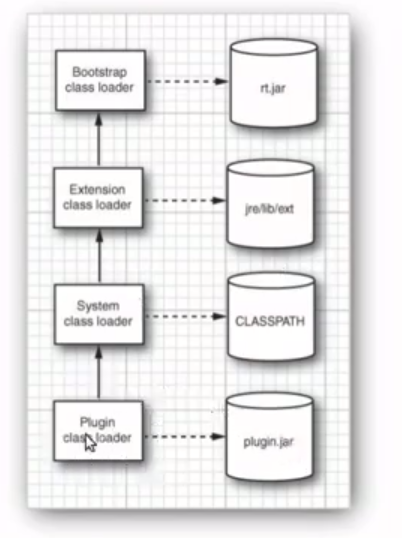 Bootstrap
class loader
rt.jar
Extension
class loader
jre/lib/ext
System
class loader
CLASSPATH
Plugin
class loader
plugin.jar